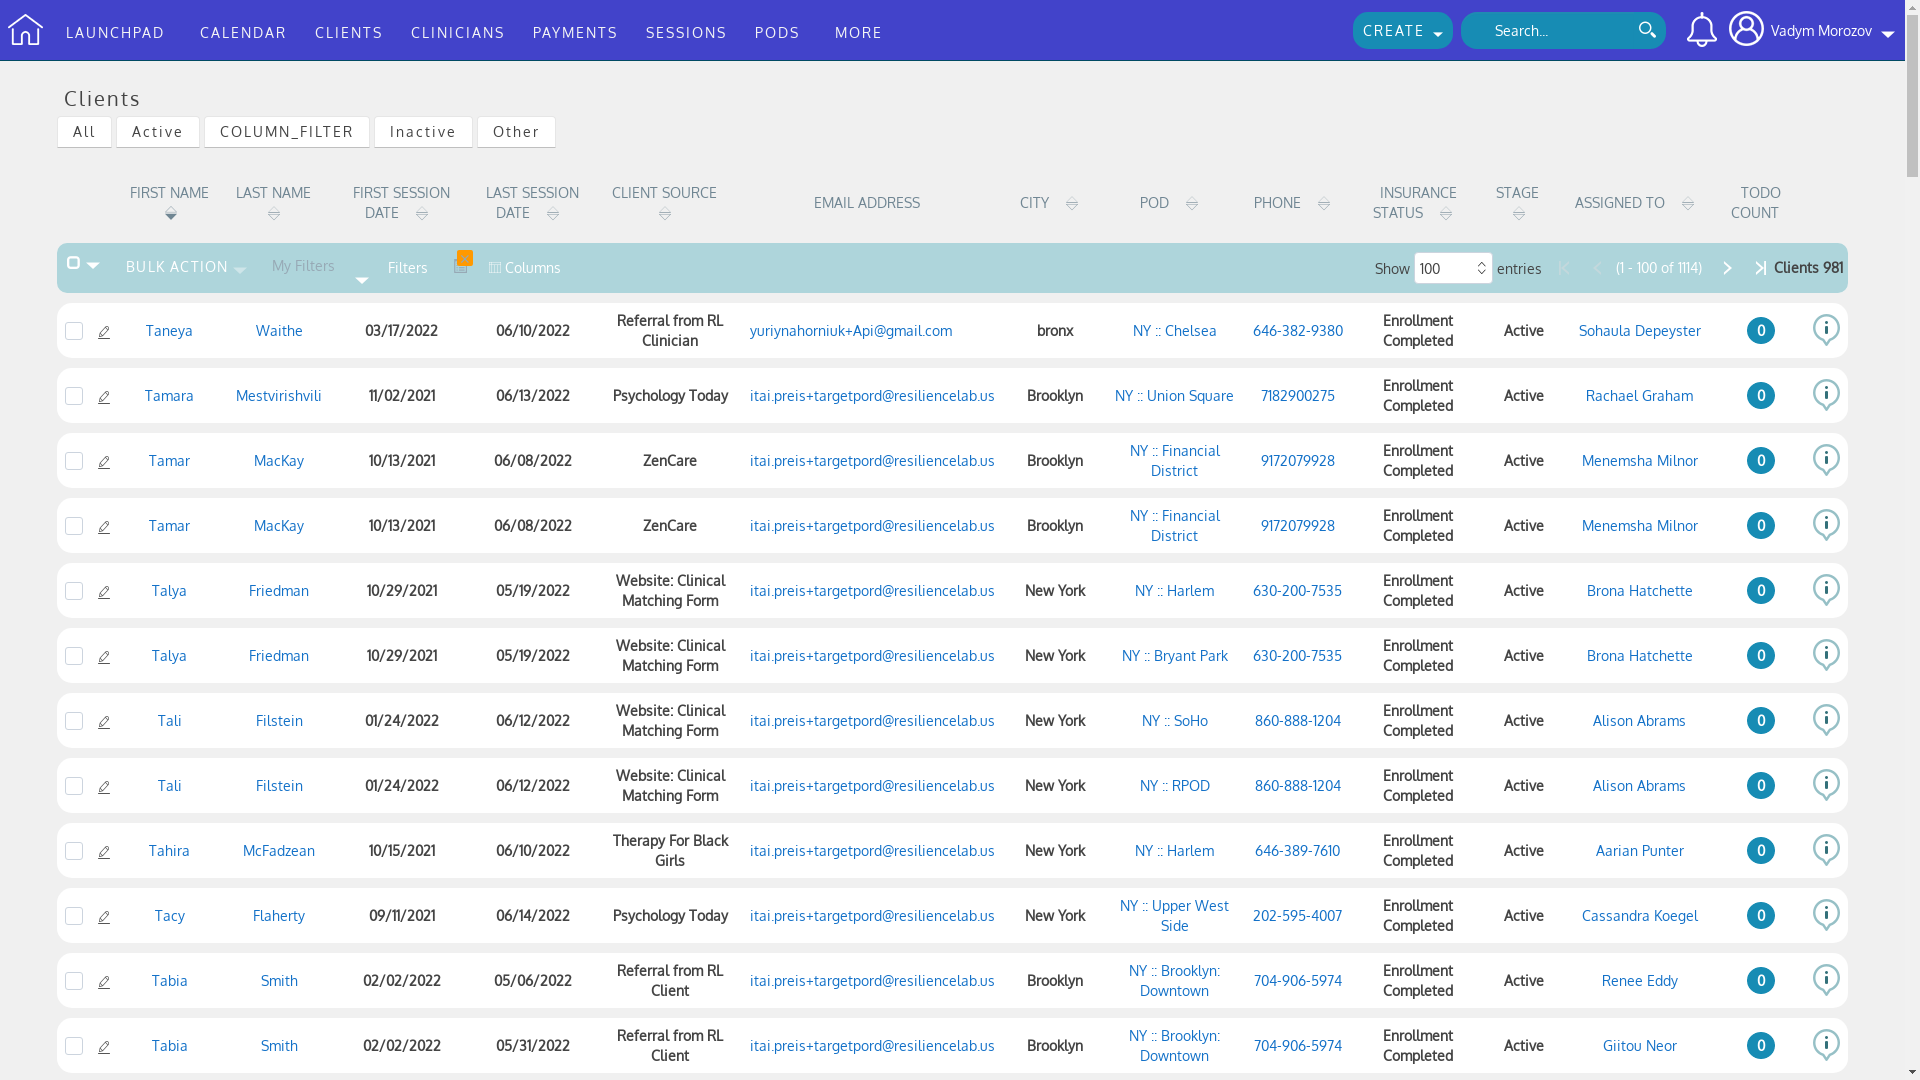 LAUNCHPAD CALENDAR CLIENTS CLINICIANS PAYMENTS SESSIONS PODS MORE CREATE Search... Vadym Morozov
Clients
All Active COLUMN_FILTER Inactive Other
FIRST NAME LAST NAME FIRST SESSION DATE LAST SESSION DATE CLIENT SOURCE EMAIL ADDRESS CITY POD PHONE INSURANCE STATUS STAGE ASSIGNED TO TODO COUNT
BULK ACTION My Filters Filters Columns Show 100 entries (1 - 100 of 1114) Clients 981
Taneya Waithe 03/17/2022 06/10/2022 Referral from RL Clinician yuriynahorniuk+Api@gmail.com bronx NY :: Chelsea 646-382-9380 Enrollment Completed Active Sohaula Depeyster 0
Tamara Mestvirishvili 11/02/2021 06/13/2022 Psychology Today itai.preis+targetpord@resiliencelab.us Brooklyn NY :: Union Square 7182900275 Enrollment Completed Active Rachael Graham 0
Tamar MacKay 10/13/2021 06/08/2022 ZenCare itai.preis+targetpord@resiliencelab.us Brooklyn NY :: Financial District 9172079928 Enrollment Completed Active Menemsha Milnor 0
Tamar MacKay 10/13/2021 06/08/2022 ZenCare itai.preis+targetpord@resiliencelab.us Brooklyn NY :: Financial District 9172079928 Enrollment Completed Active Menemsha Milnor 0
Talya Friedman 10/29/2021 05/19/2022 Website: Clinical Matching Form itai.preis+targetpord@resiliencelab.us New York NY :: Harlem 630-200-7535 Enrollment Completed Active Brona Hatchette 0
Talya Friedman 10/29/2021 05/19/2022 Website: Clinical Matching Form itai.preis+targetpord@resiliencelab.us New York NY :: Bryant Park 630-200-7535 Enrollment Completed Active Brona Hatchette 0
Tali Filstein 01/24/2022 06/12/2022 Website: Clinical Matching Form itai.preis+targetpord@resiliencelab.us New York NY :: SoHo 860-888-1204 Enrollment Completed Active Alison Abrams 0
Tali Filstein 01/24/2022 06/12/2022 Website: Clinical Matching Form itai.preis+targetpord@resiliencelab.us New York NY :: RPOD 860-888-1204 Enrollment Completed Active Alison Abrams 0
Tahira McFadzean 10/15/2021 06/10/2022 Therapy For Black Girls itai.preis+targetpord@resiliencelab.us New York NY :: Harlem 646-389-7610 Enrollment Completed Active Aarian Punter 0
Tacy Flaherty 09/11/2021 06/14/2022 Psychology Today itai.preis+targetpord@resiliencelab.us New York NY :: Upper West Side 202-595-4007 Enrollment Completed Active Cassandra Koegel 0
Tabia Smith 02/02/2022 05/06/2022 Referral from RL Client itai.preis+targetpord@resiliencelab.us Brooklyn NY :: Brooklyn: Downtown 704-906-5974 Enrollment Completed Active Renee Eddy 0
Tabia Smith 02/02/2022 05/31/2022 Referral from RL Client itai.preis+targetpord@resiliencelab.us Brooklyn NY :: Brooklyn: Downtown 704-906-5974 Enrollment Completed Active Giitou Neor 0